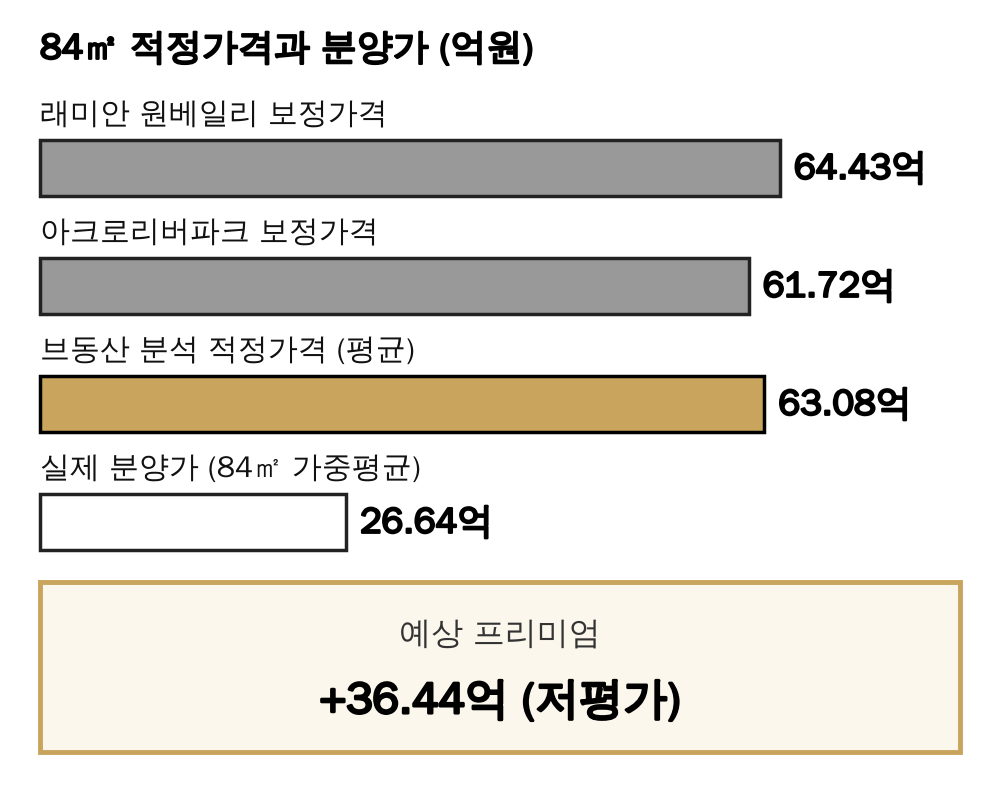 84㎡ 적정가격과 분양가 (억원)
래미안 원베일리 보정가격
64.43억
아크로리버파크 보정가격
61.72억
브동산 분석 적정가격 (평균)
63.08억
실제 분양가 (84㎡ 가중평균)
26.64억
예상 프리미엄
+36.44억 (저평가)